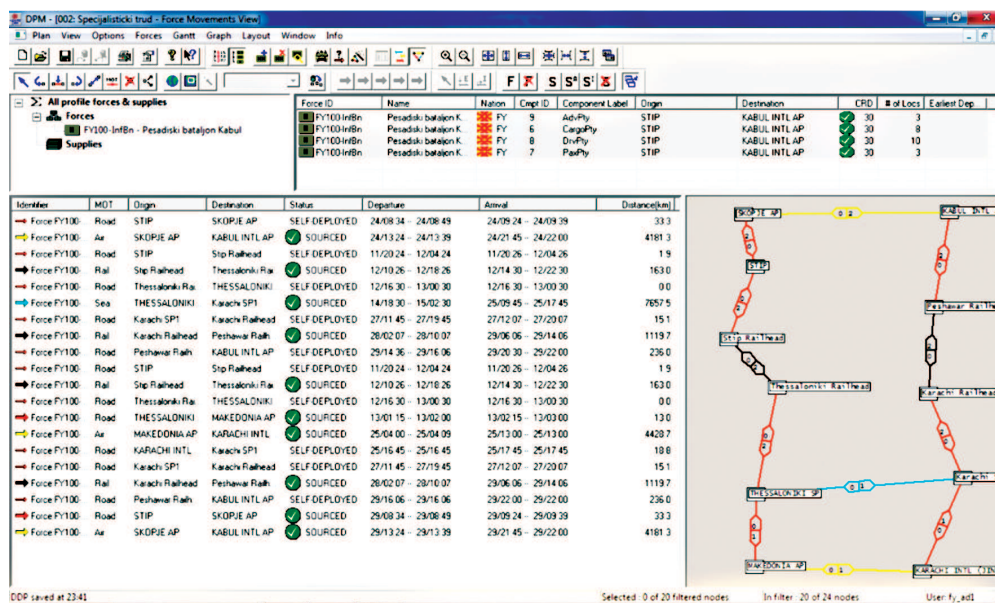 DPM - [002: Specijalisticki trud - Force Movements View]
Plan View Options Forces Gantt Graph Layout Window Info
F S S
All profile forces & supplies
Forces
FY100-InfBn - Pesadiski bataljon Kabul
Supplies
Force ID Name Nation Cmpt ID Component Label Origin Destination CRD # of Locs Earliest Dep
FY100-InfBn Pesadiski bataljon K... FY 9 AdvPty STIP KABUL INTL AP 30 3
FY100-InfBn Pesadiski bataljon K... FY 6 CargoPty STIP KABUL INTL AP 30 8
FY100-InfBn Pesadiski bataljon K... FY 8 DrvPty STIP KABUL INTL AP 30 10
FY100-InfBn Pesadiski bataljon K... FY 7 PaxPty STIP KABUL INTL AP 30 3
Identifier MOT Origin Destination Status Departure Arrival Distance[km]
Force FY100- Road STIP SKOPJE AP SELF-DEPLOYED 24/08 34 -- 24/08 49 24/09 24 -- 24/09 39 33.3
Force FY100- Air SKOPJE AP KABUL INTL AP SOURCED 24/13 24 -- 24/13 39 24/21 45 -- 24/22 00 4181.3
Force FY100- Road STIP Stip Railhead SELF-DEPLOYED 11/20 24 -- 12/04 24 11/20 26 -- 12/04 26 1.9
Force FY100- Rail Stip Railhead Thessaloniki Rai SOURCED 12/10 26 -- 12/18 26 12/14 30 -- 12/22 30 163.0
Force FY100- Road Thessaloniki Rai THESSALONIKI SELF-DEPLOYED 12/16 30 -- 13/00 30 12/16 30 -- 13/00 30 0.0
Force FY100- Sea THESSALONIKI Karachi SP1 SOURCED 14/18 30 -- 15/02 30 25/09 45 -- 25/17 45 7657.5
Force FY100- Road Karachi SP1 Karachi Railhead SELF-DEPLOYED 27/11 45 -- 27/19 45 27/12 07 -- 27/20 07 15.1
Force FY100- Rail Karachi Railhead Peshawar Railh SOURCED 28/02 07 -- 28/10 07 29/06 06 -- 29/14 06 1119.7
Force FY100- Road Peshawar Railh KABUL INTL AP SELF-DEPLOYED 29/14 36 -- 29/16 06 29/20 30 -- 29/22 00 236.0
Force FY100- Road STIP Stip Railhead SELF-DEPLOYED 11/20 24 -- 12/04 24 11/20 26 -- 12/04 26 1.9
Force FY100- Rail Stip Railhead Thessaloniki Rai SOURCED 12/10 26 -- 12/18 26 12/14 30 -- 12/22 30 163.0
Force FY100- Road Thessaloniki Rai THESSALONIKI SELF-DEPLOYED 12/16 30 -- 13/00 30 12/16 30 -- 13/00 30 0.0
Force FY100- Road THESSALONIKI MAKEDONIA AP SOURCED 13/01 15 -- 13/02 00 13/02 15 -- 13/03 00 13.0
Force FY100- Air MAKEDONIA AP KARACHI INTL SOURCED 25/04 00 -- 25/04 09 25/13 00 -- 25/13 00 4428.7
Force FY100- Road KARACHI INTL Karachi SP1 SELF-DEPLOYED 25/16 45 -- 25/16 45 25/17 45 -- 25/17 45 18.8
Force FY100- Road Karachi SP1 Karachi Railhead SELF-DEPLOYED 27/11 45 -- 27/19 45 27/12 07 -- 27/20 07 15.1
Force FY100- Rail Karachi Railhead Peshawar Railh SOURCED 28/02 07 -- 28/10 07 29/06 06 -- 29/14 06 1119.7
Force FY100- Road Peshawar Railh KABUL INTL AP SELF-DEPLOYED 29/16 06 -- 29/16 06 29/22 00 -- 29/22 00 236.0
Force FY100- Road STIP SKOPJE AP SOURCED 29/08 34 -- 29/08 49 29/09 24 -- 29/09 39 33.3
Force FY100- Air SKOPJE AP KABUL INTL AP SOURCED 29/13 24 -- 29/13 39 29/21 45 -- 29/22 00 4181.3
SKOPJE AP 0 2 KABUL INTL
STIP
Peshawar Railhead
Stip Railhead
Thessaloniki Railhead
Karachi Railhead
THESSALONIKI SP 0 1 Karachi
MAKEDONIA AP 0 1 KARACHI INTL (JIN
DDP saved at 23:41 Selected : 0 of 20 filtered nodes In filter : 20 of 24 nodes User: fy_ad1